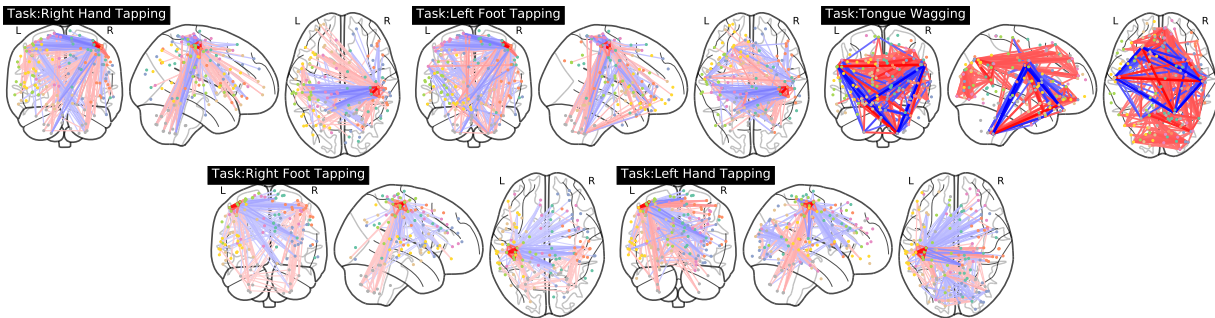 Task:Right Hand Tapping
L R
L R
Task:Left Foot Tapping
L R
L R
Task:Tongue Wagging
L R
L R
Task:Right Foot Tapping
L R
L R
Task:Left Hand Tapping
L R
L R